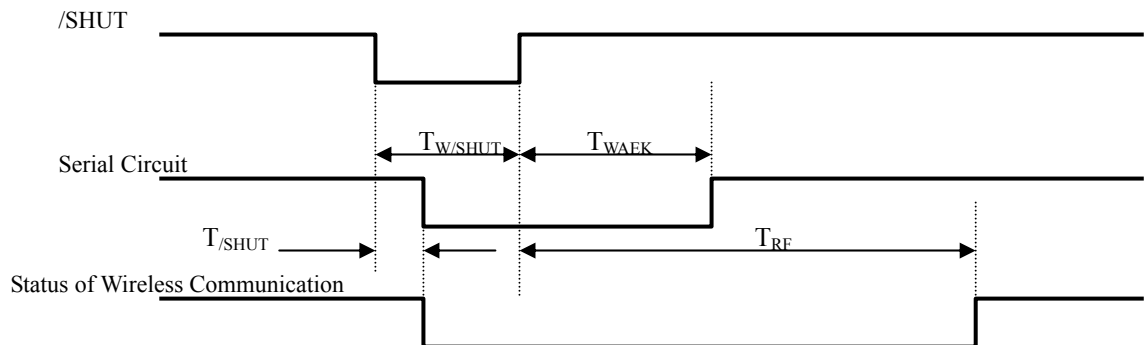 /SHUT
T_W/SHUT T_WAEK
Serial Circuit
T_/SHUT T_RF
Status of Wireless Communication